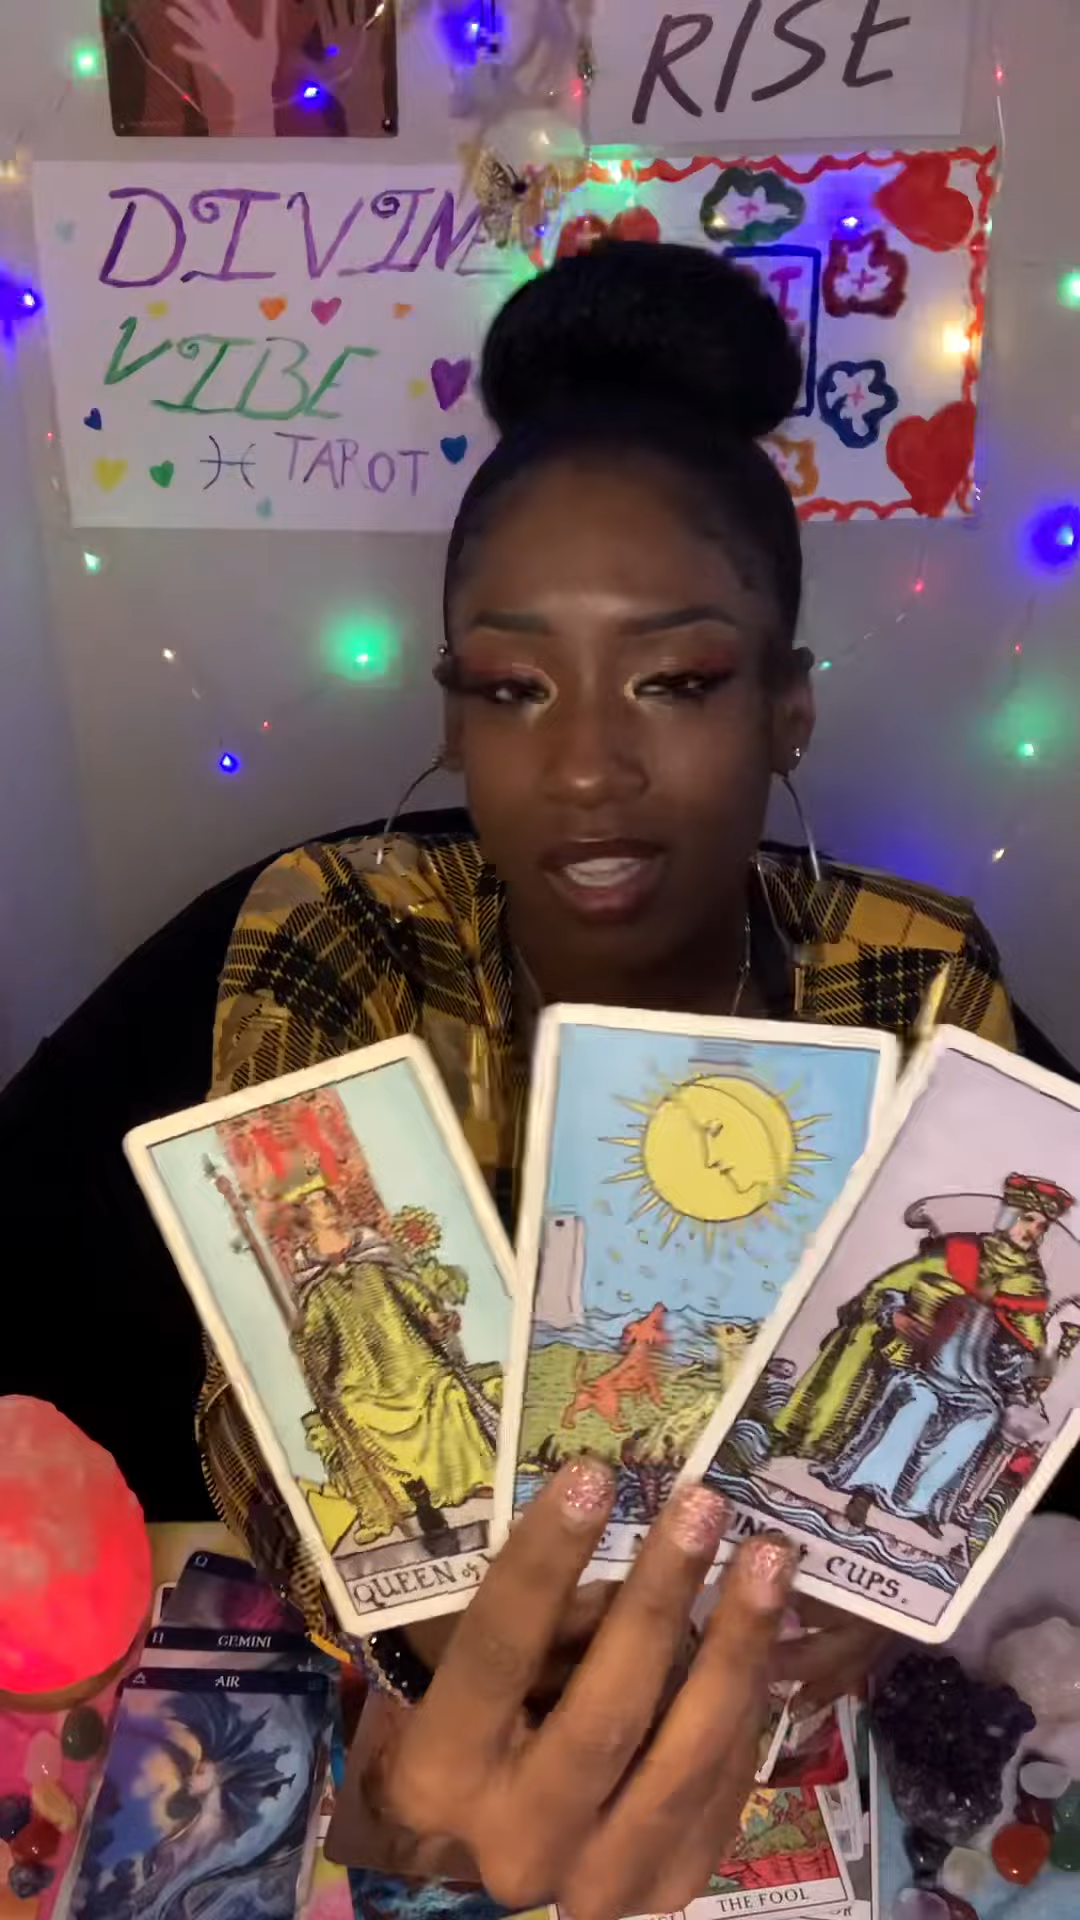 RISE
DIVINE
VIBE
♓ TAROT
QUEEN of
CUPS.
GEMINI
AIR
THE FOOL